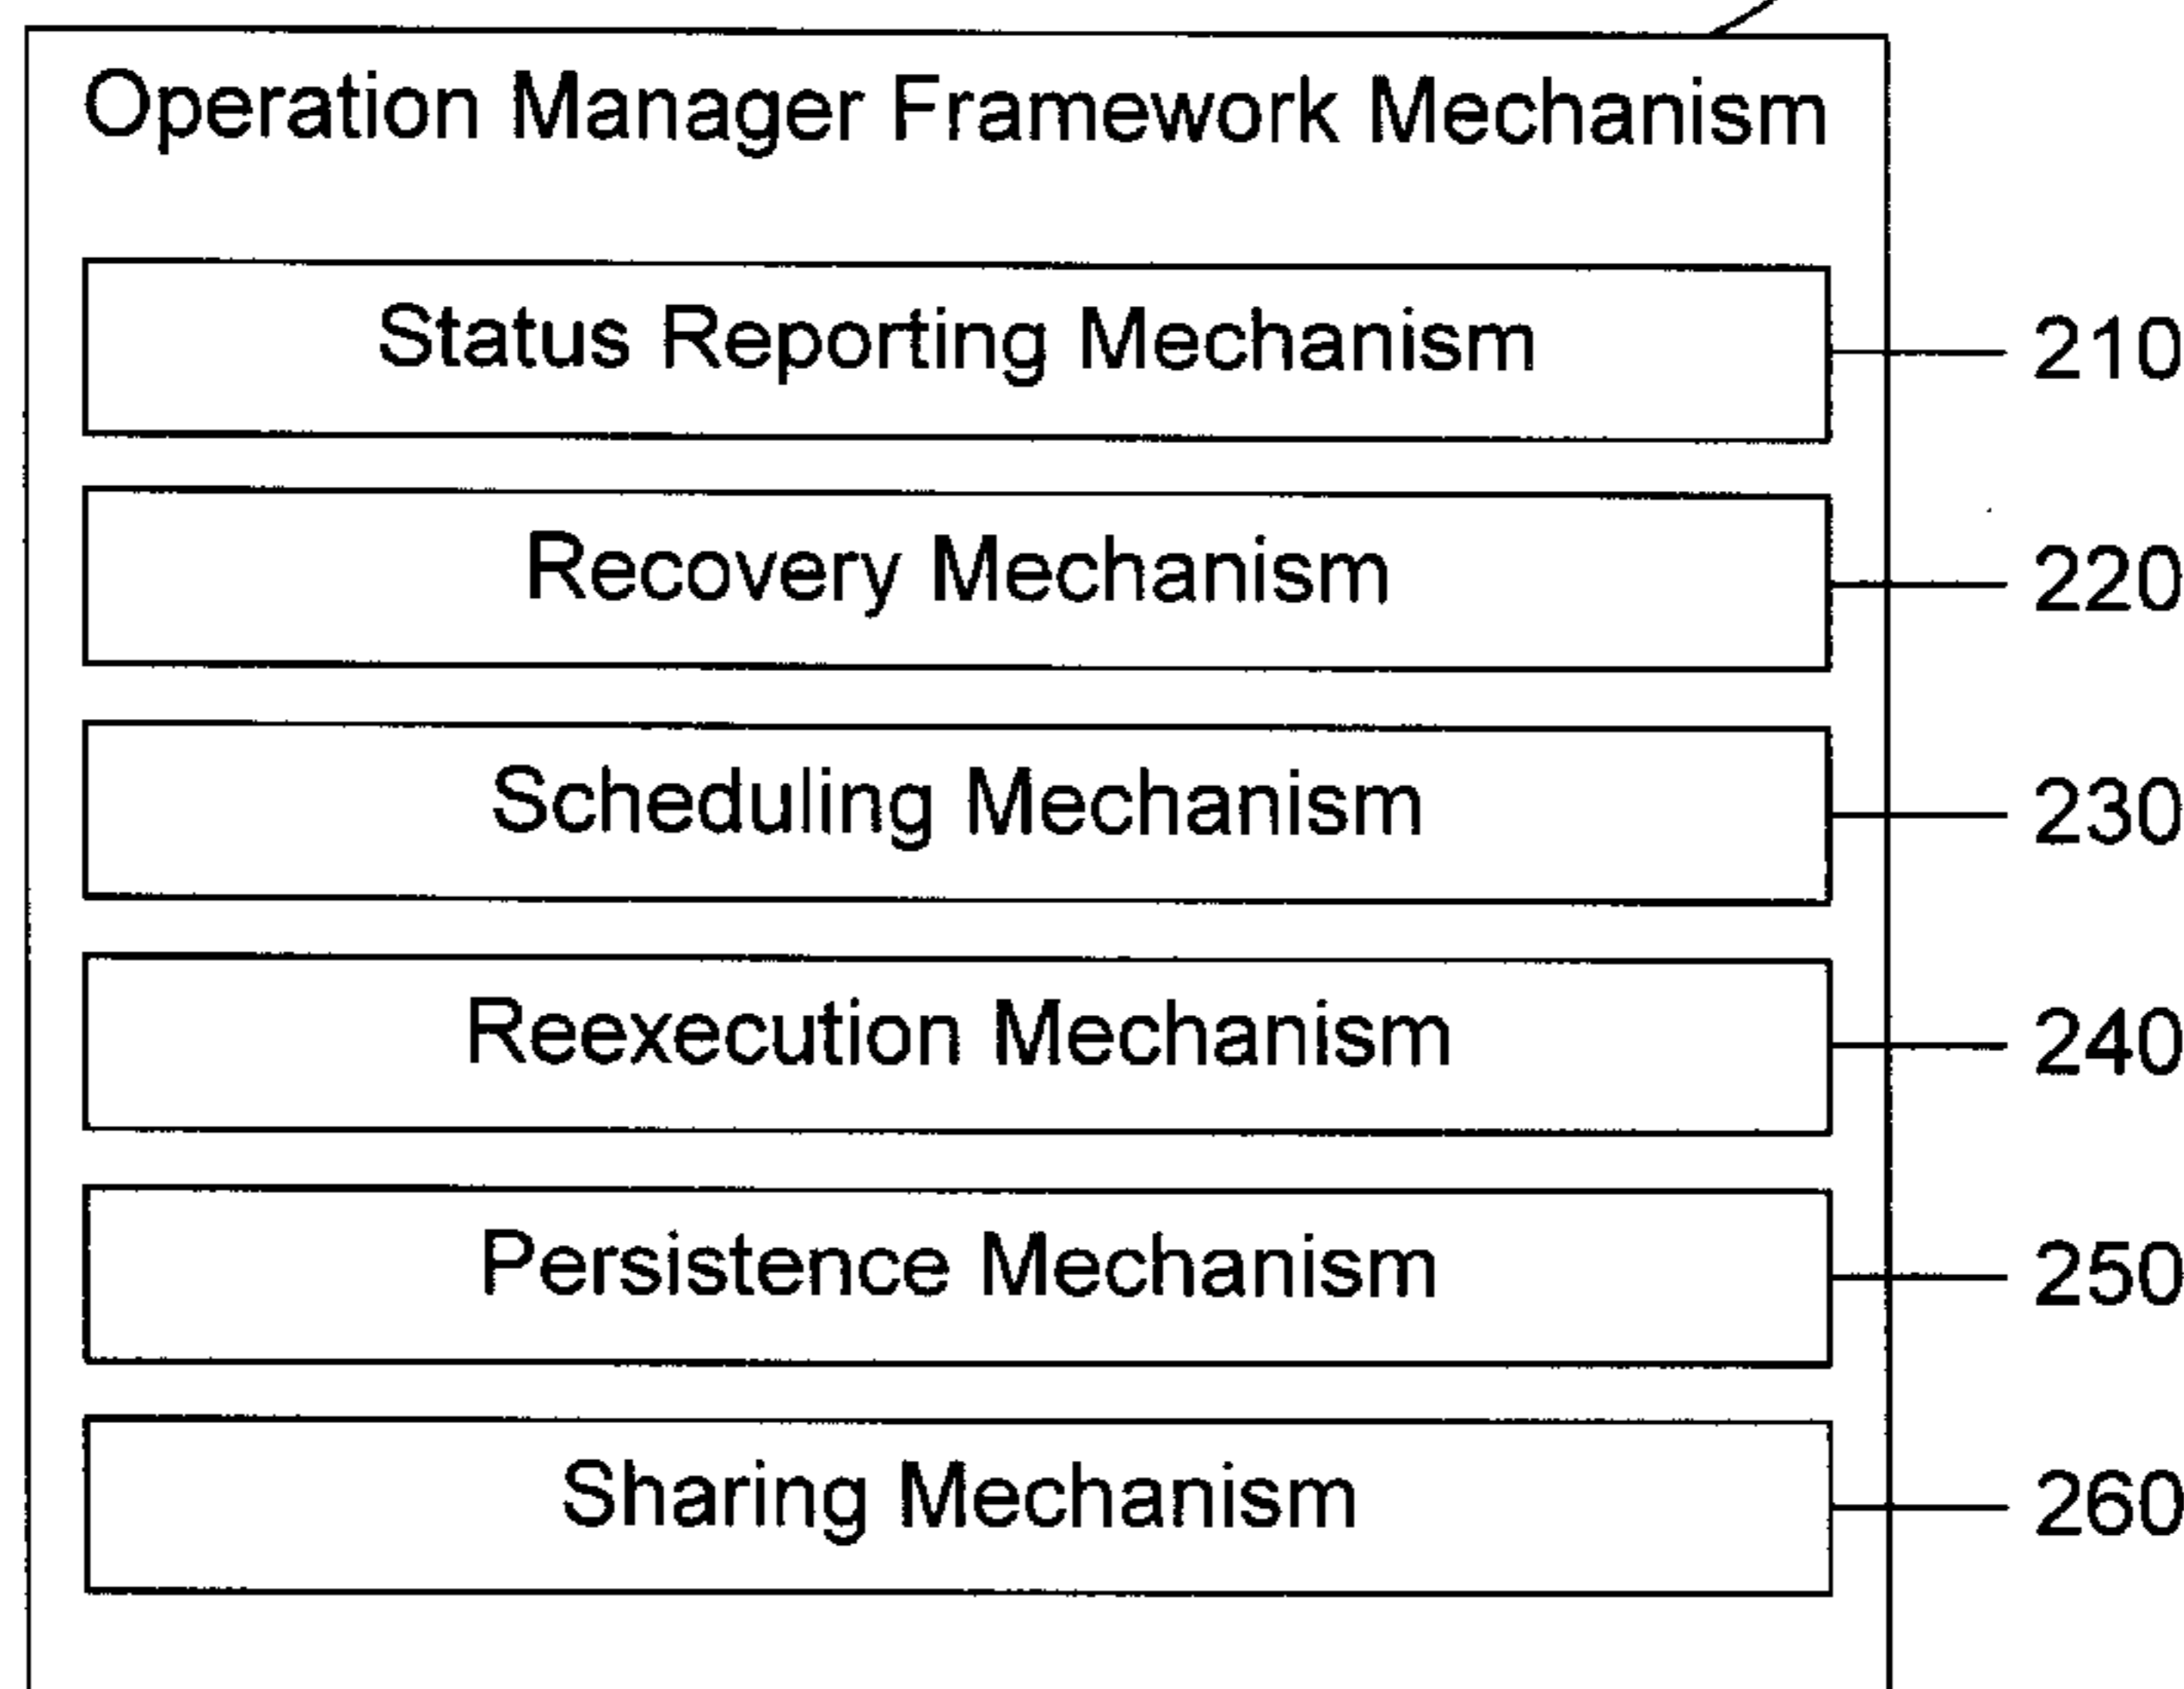 Operation Manager Framework Mechanism
Status Reporting Mechanism 210
Recovery Mechanism 220
Scheduling Mechanism 230
Reexecution Mechanism 240
Persistence Mechanism 250
Sharing Mechanism 260